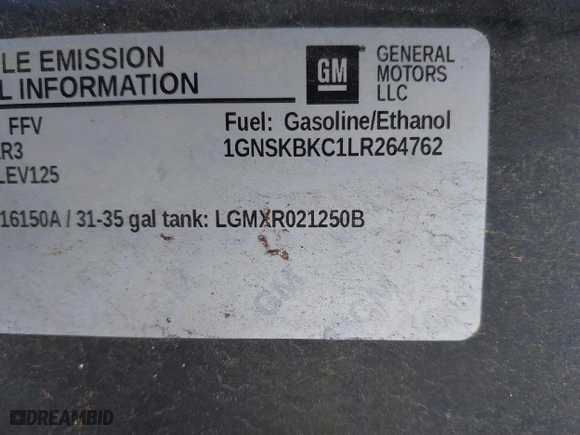 LE EMISSION
L INFORMATION
GM
GENERAL
MOTORS
LLC
FFV
Fuel: Gasoline/Ethanol
R3
1GNSKBKC1LR264762
LEV125
16150A / 31-35 gal tank: LGMXR021250B
GM
DREAMBID